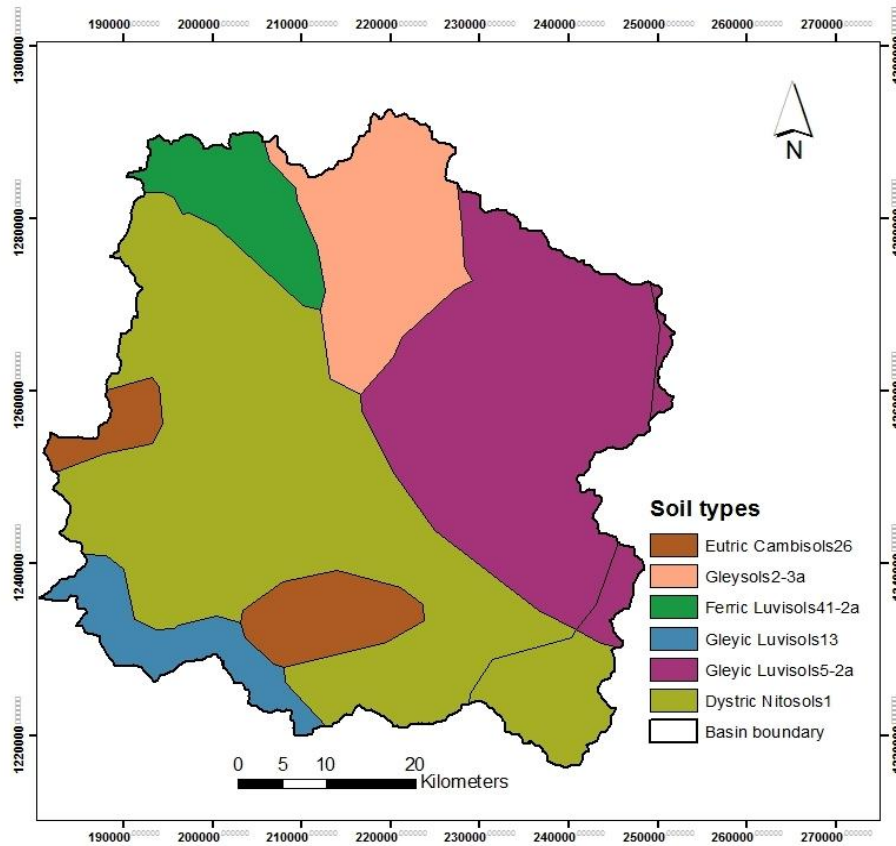 190000 200000 210000 220000 230000 240000 250000 260000 270000
1300000
1280000
1260000
1240000
1220000
N
Soil types
Eutric Cambisols26
Gleysols2-3a
Ferric Luvisols41-2a
Gleyic Luvisols13
Gleyic Luvisols5-2a
Dystric Nitosols1
Basin boundary
0 5 10 20
Kilometers
190000 200000 210000 220000 230000 240000 250000 260000 270000